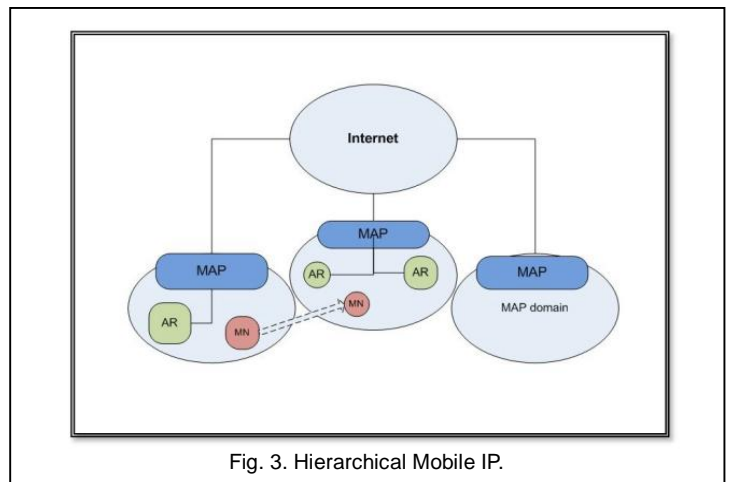 Internet
MAP
MAP
MAP
AR
AR
MAP domain
AR
MN
MN
Fig. 3. Hierarchical Mobile IP.